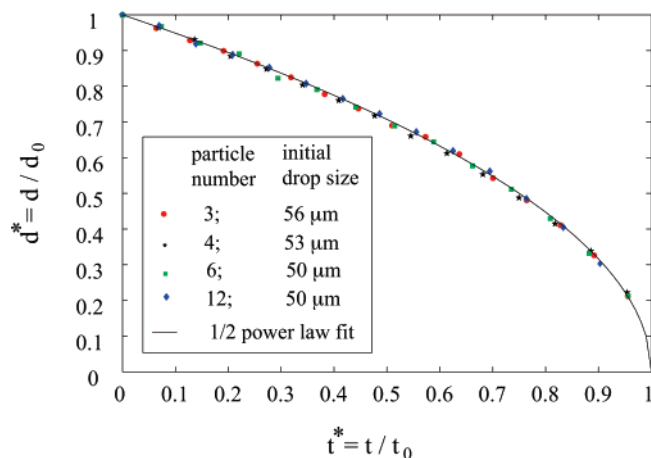 1
0.9
0.8
0.7
0.6
0.5
0.4
0.3
0.2
0.1
0
d* = d / d0
particle number initial drop size
3; 56 μm
4; 53 μm
6; 50 μm
12; 50 μm
1/2 power law fit
0 0.1 0.2 0.3 0.4 0.5 0.6 0.7 0.8 0.9 1
t* = t / t0